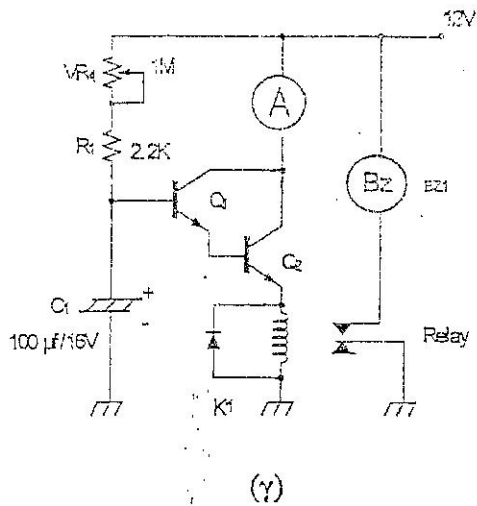 12V
VR1 1M
A
R1 2.2K
Bz BZ1
Q1
Q2
C1 +
-
100 μf/16V
Relay
K1
(γ)